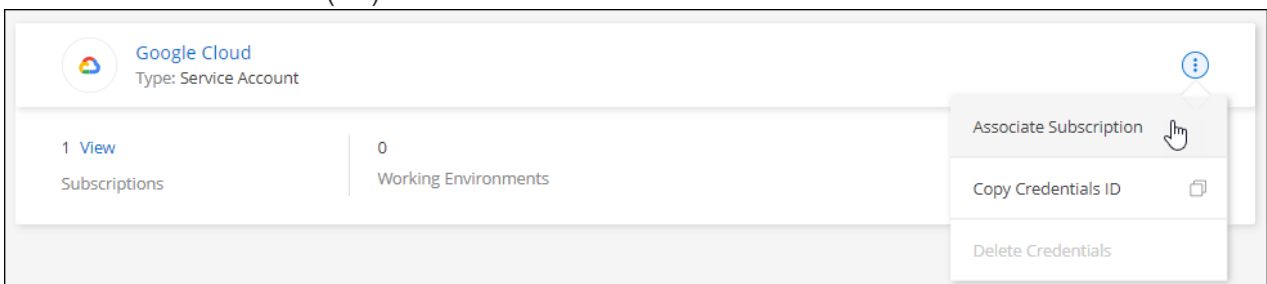 Google Cloud
Type: Service Account
Associate Subscription
1 View
0
Subscriptions
Working Environments
Copy Credentials ID
Delete Credentials